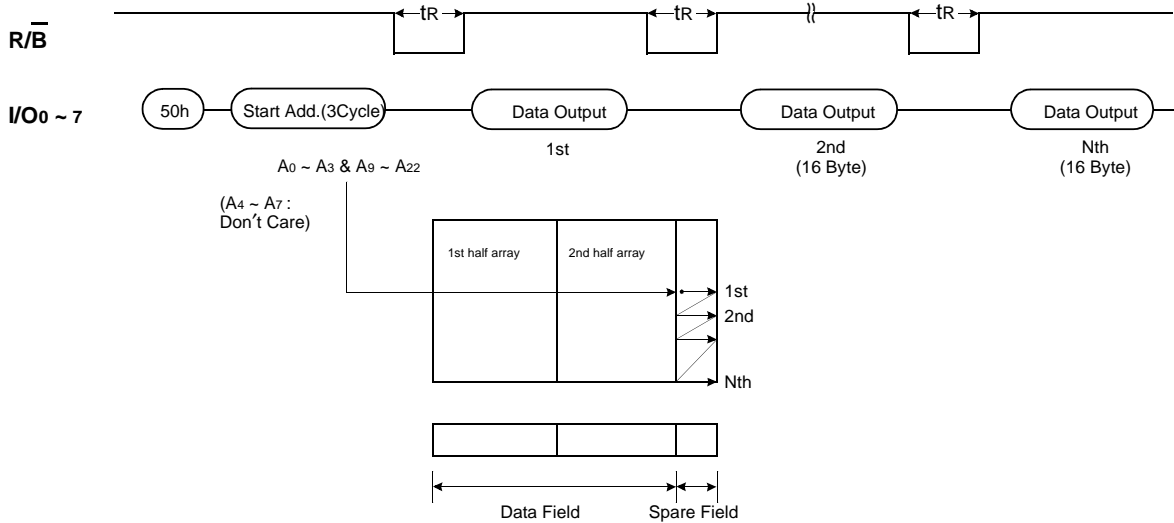 tR tR tR
R/B
I/O0 ~ 7 50h Start Add.(3Cycle) Data Output Data Output Data Output
1st 2nd Nth
(16 Byte) (16 Byte)
A0 ~ A3 & A9 ~ A22
(A4 ~ A7 :
Don′t Care)
1st half array 2nd half array
1st
2nd
Nth
Data Field Spare Field